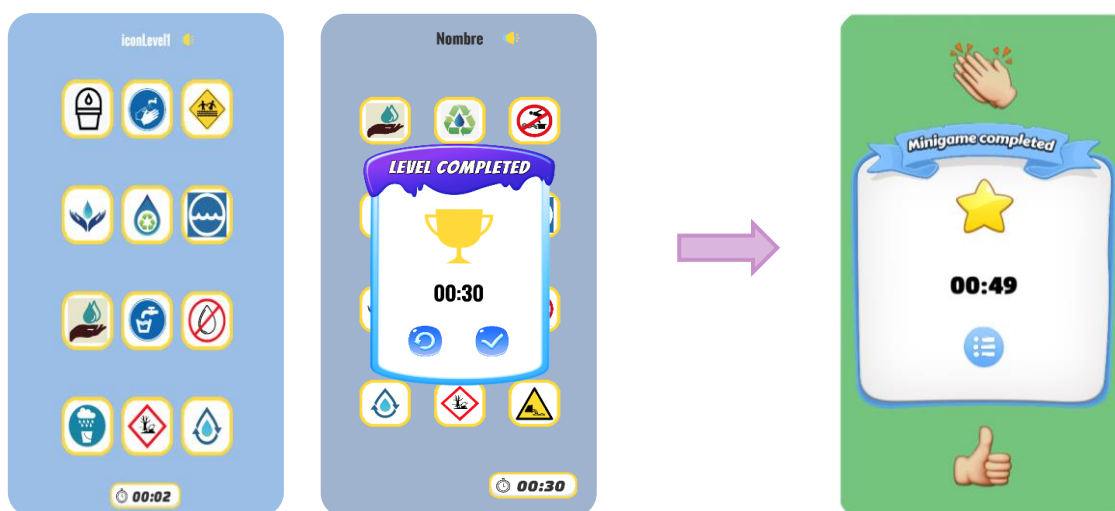 iconLevel1
00:02
Nombre
LEVEL COMPLETED
00:30
00:30
Minigame completed
00:49